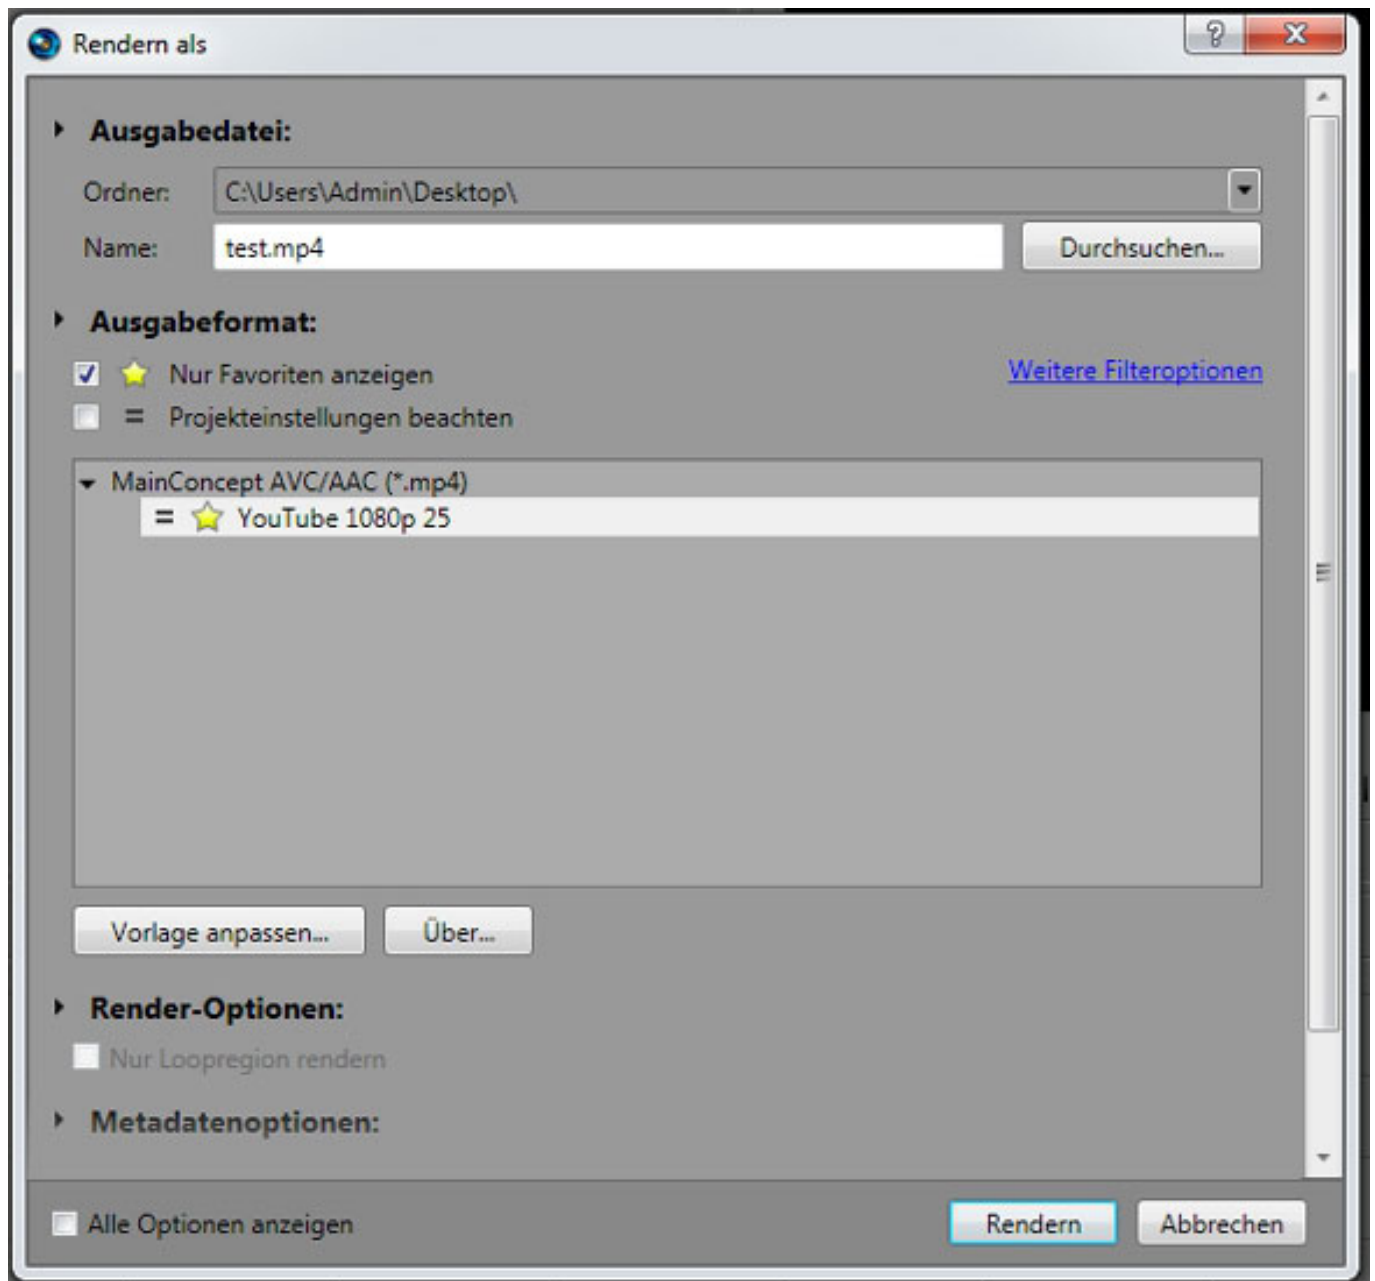 Rendern als
Ausgabedatei:
Ordner: C:\Users\Admin\Desktop\
Name: test.mp4 Durchsuchen...
Ausgabeformat:
Nur Favoriten anzeigen Weitere Filteroptionen
= Projekteinstellungen beachten
MainConcept AVC/AAC (*.mp4)
= YouTube 1080p 25
Vorlage anpassen... Über...
Render-Optionen:
Nur Loopregion rendern
Metadatenoptionen:
Alle Optionen anzeigen Rendern Abbrechen